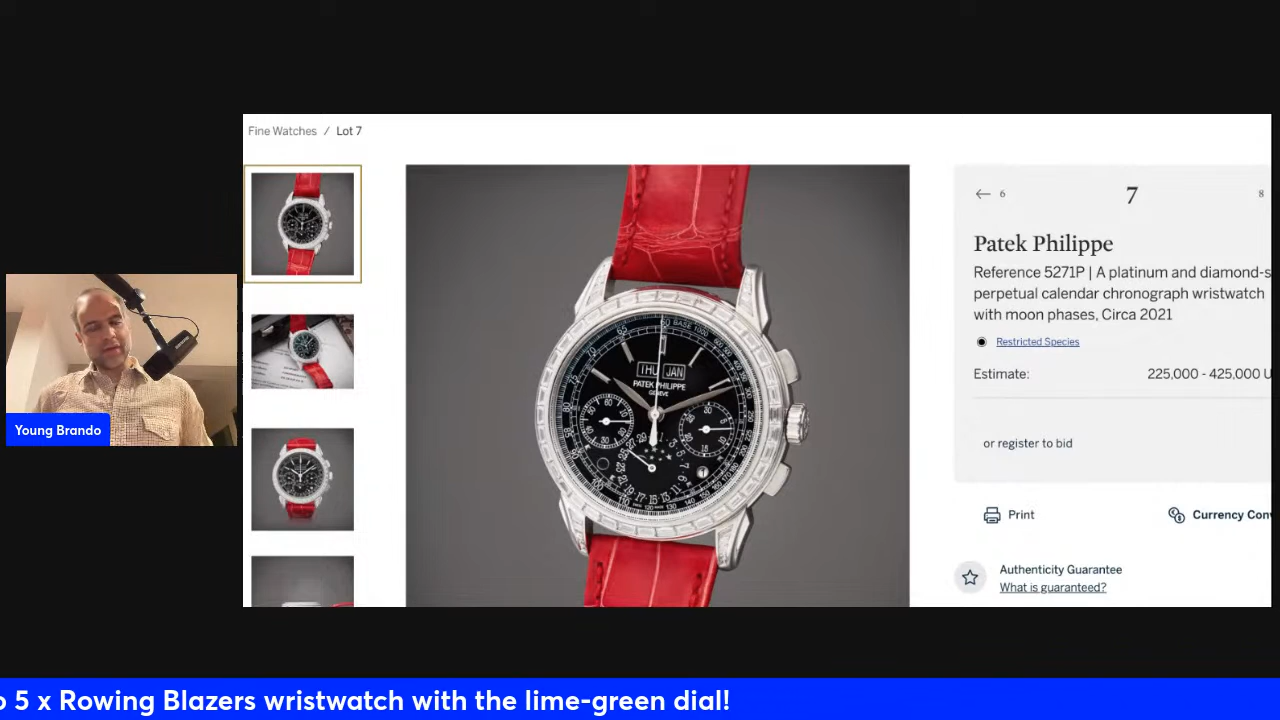 Fine Watches / Lot 7
6
7
8
Patek Philippe
Reference 5271P | A platinum and diamond-s
perpetual calendar chronograph wristwatch
with moon phases, Circa 2021
Restricted Species
Estimate: 225,000 - 425,000 U
or register to bid
Print
Currency Con
Authenticity Guarantee
What is guaranteed?
BASE 1000
THU JAN
PATEK PHILIPPE
GENEVE
Young Brando
o 5 x Rowing Blazers wristwatch with the lime-green dial!